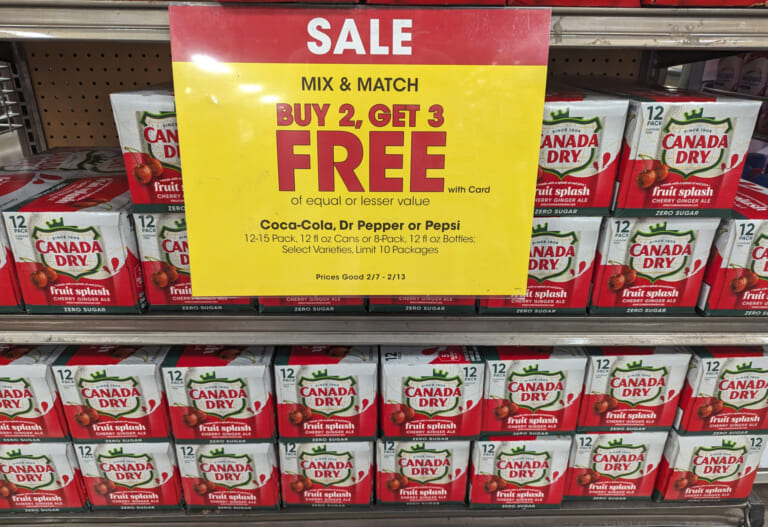 SALE
MIX & MATCH
BUY 2, GET 3
FREE
with Card
of equal or lesser value
Coca-Cola, Dr Pepper or Pepsi
12-15 Pack, 12 fl oz Cans or 8-Pack, 12 fl oz Bottles;
Select Varieties, Limit 10 Packages
Prices Good 2/7 - 2/13
12
PACK
SINCE 1904
CANADA
DRY
fruit splash
CHERRY GINGER ALE
ZERO SUGAR